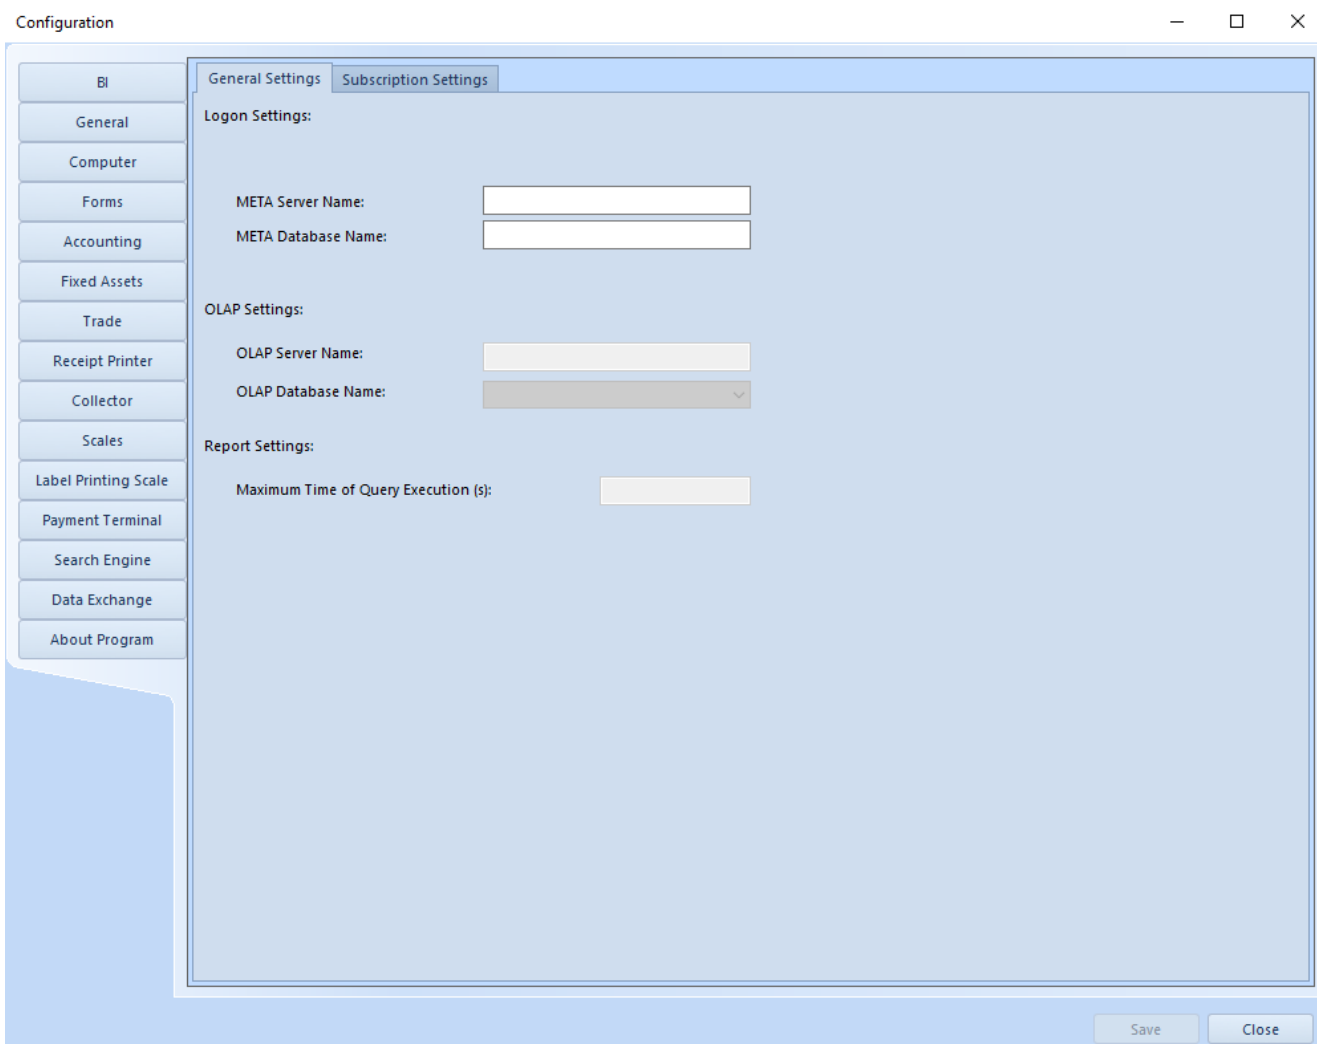 Configuration
BI
General
Computer
Forms
Accounting
Fixed Assets
Trade
Receipt Printer
Collector
Scales
Label Printing Scale
Payment Terminal
Search Engine
Data Exchange
About Program
General Settings
Subscription Settings
Logon Settings:
META Server Name:
META Database Name:
OLAP Settings:
OLAP Server Name:
OLAP Database Name:
Report Settings:
Maximum Time of Query Execution (s):
Save
Close